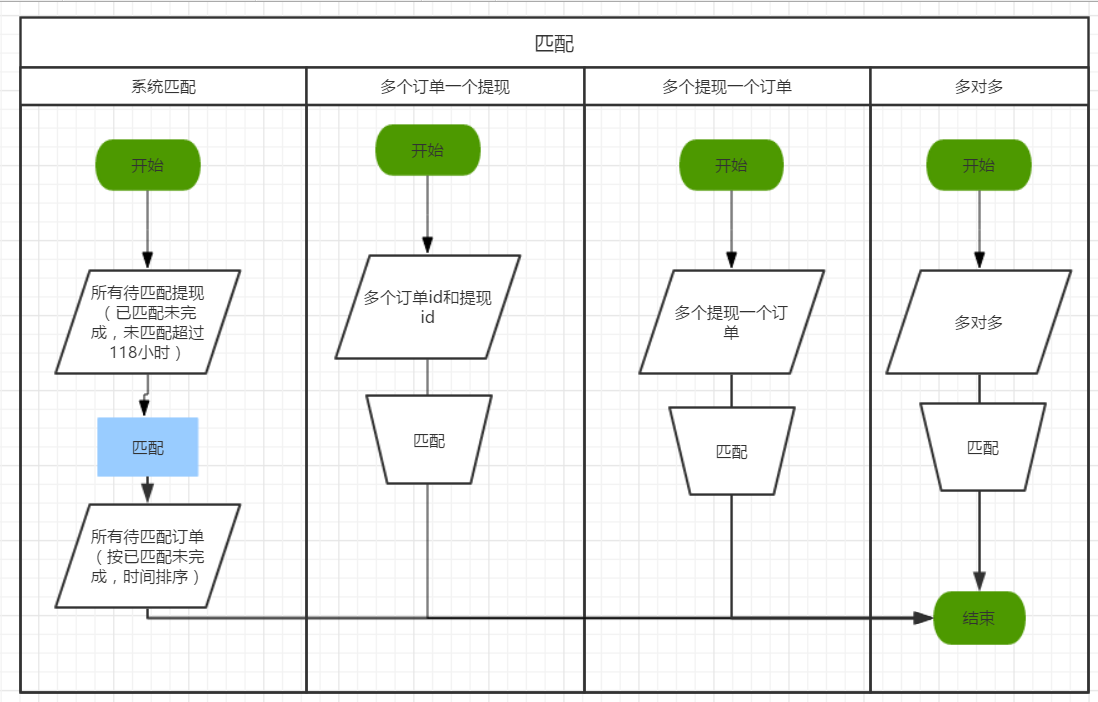 匹配
系统匹配
多个订单一个提现
多个提现一个订单
多对多
开始
所有待匹配提现
（已匹配未完
成，未匹配超过
118小时）
匹配
所有待匹配订单
（按已匹配未完
成，时间排序）
开始
多个订单id和提现
id
匹配
开始
多个提现一个订
单
匹配
开始
多对多
匹配
结束